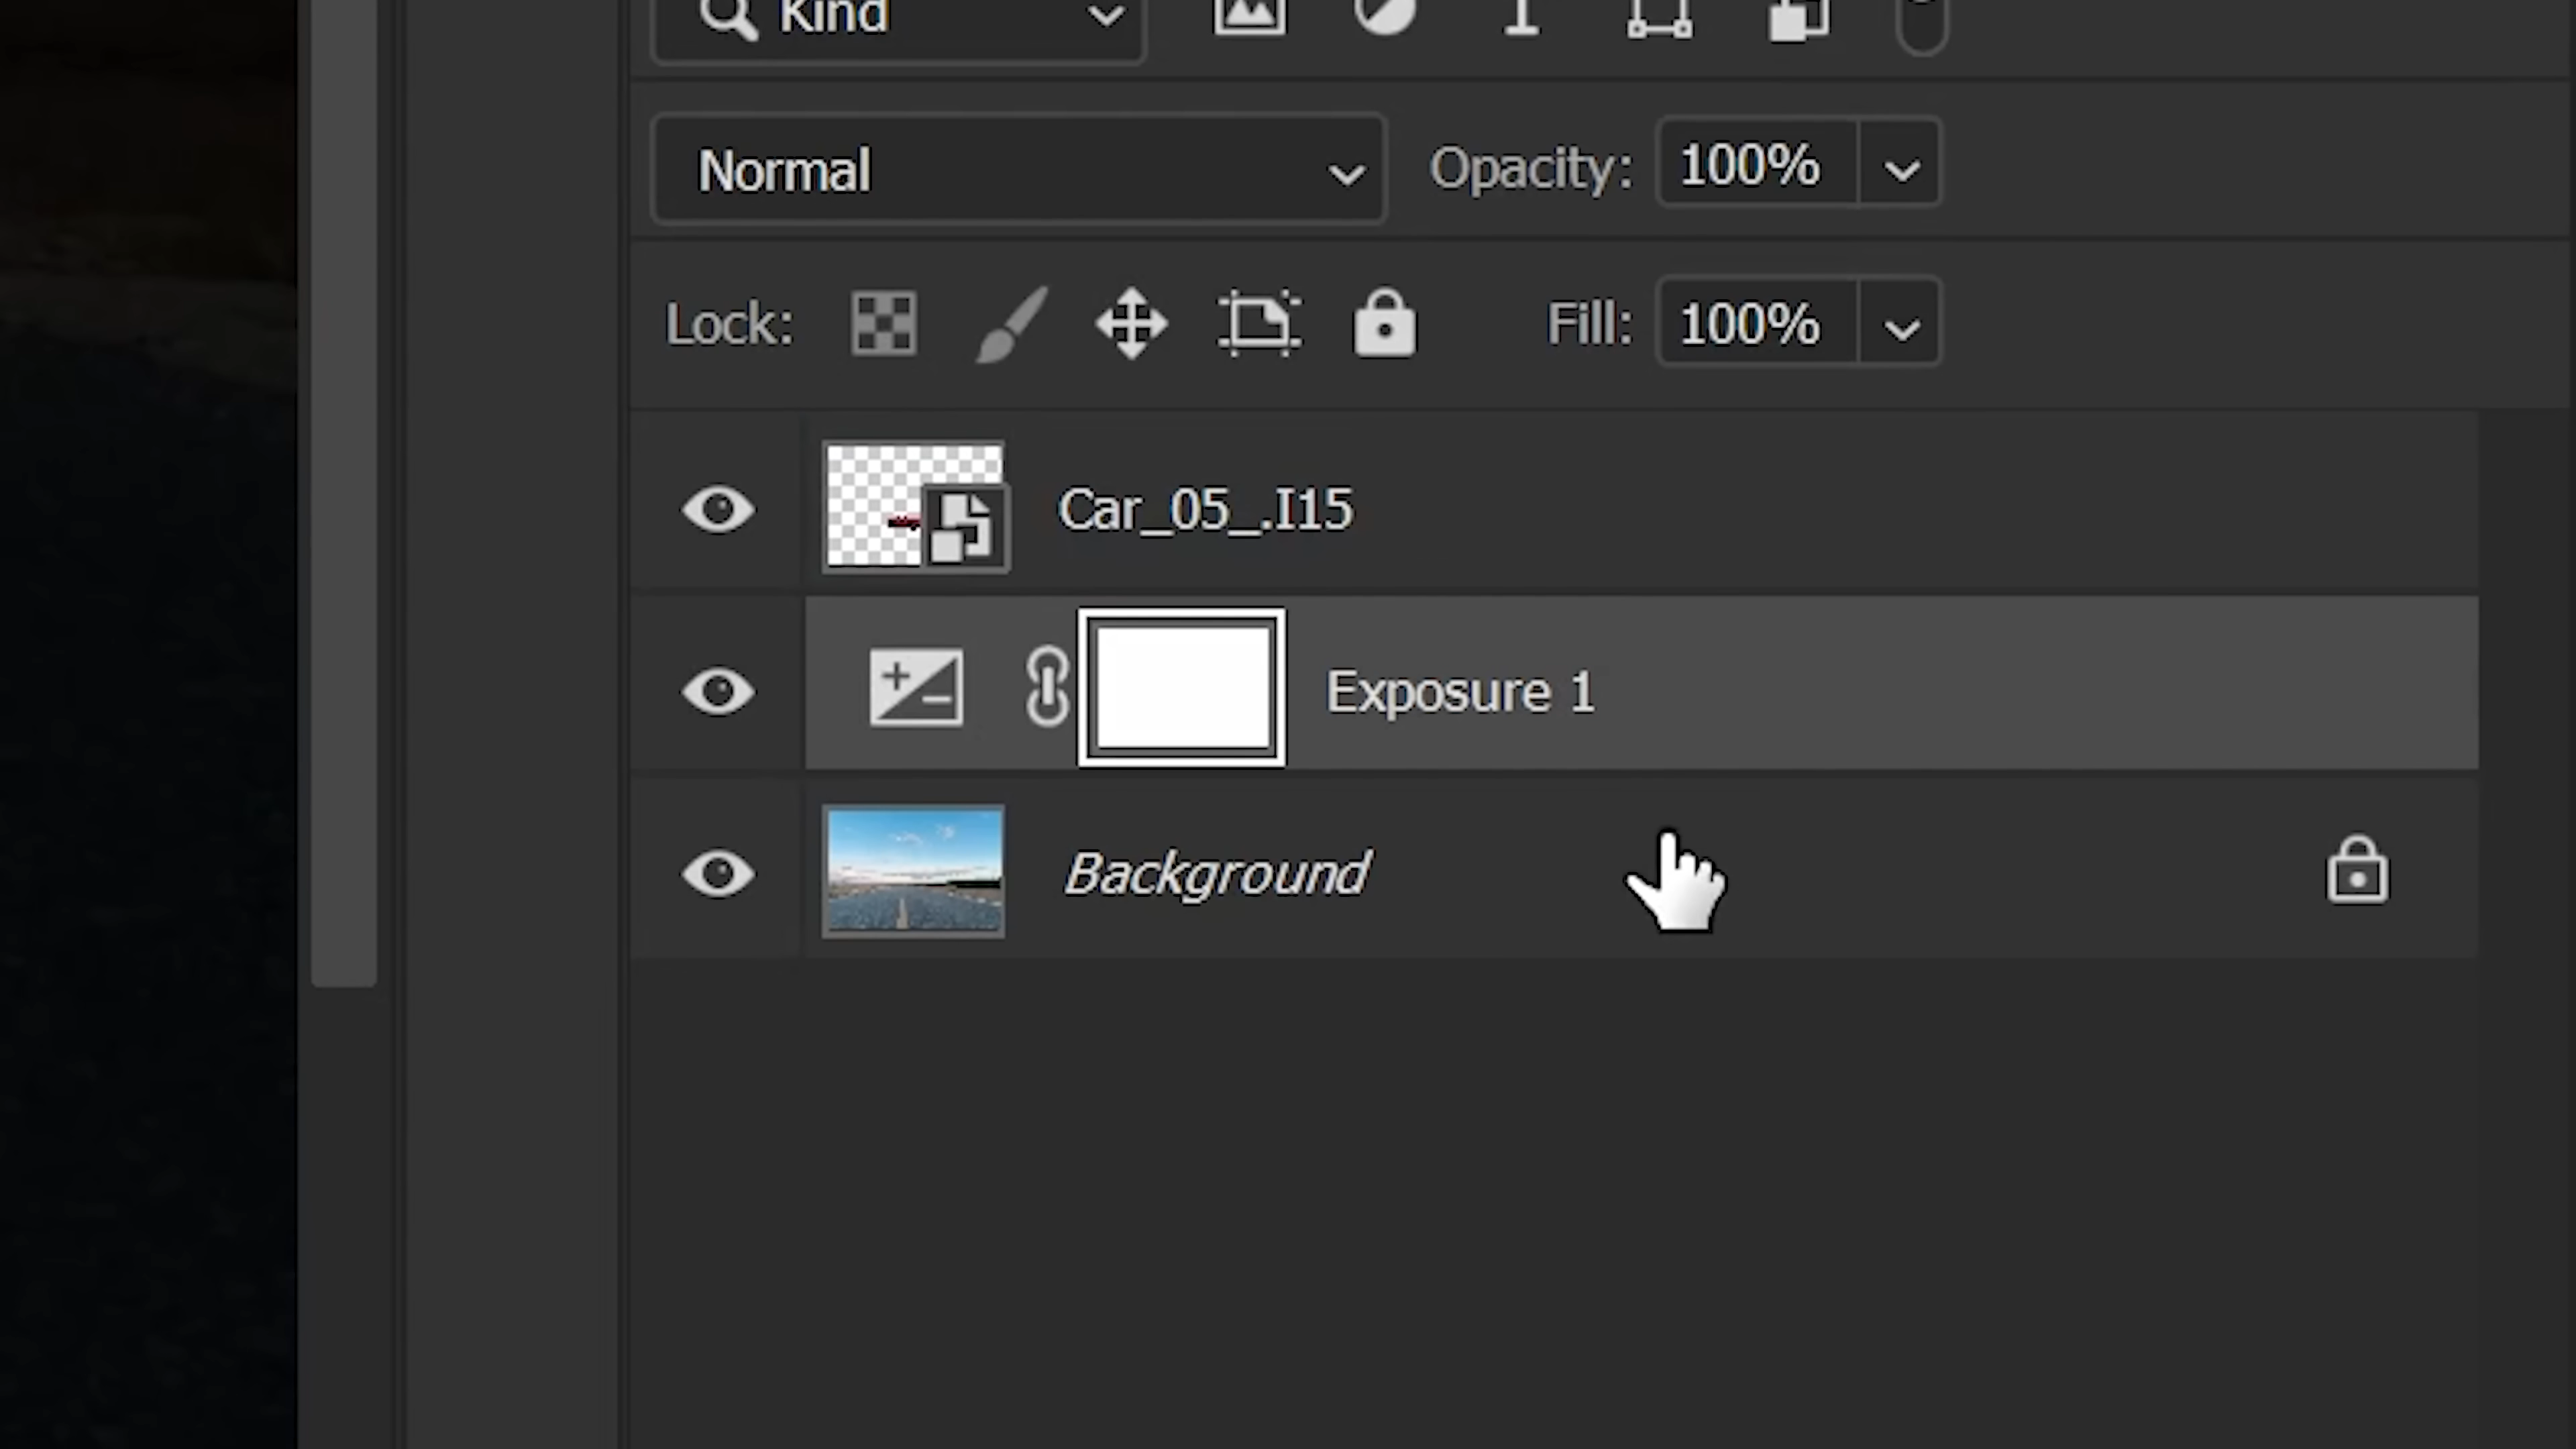 Kind
Normal
Opacity: 100%
Lock: Fill: 100%
Car_05_.I15
Exposure 1
Background